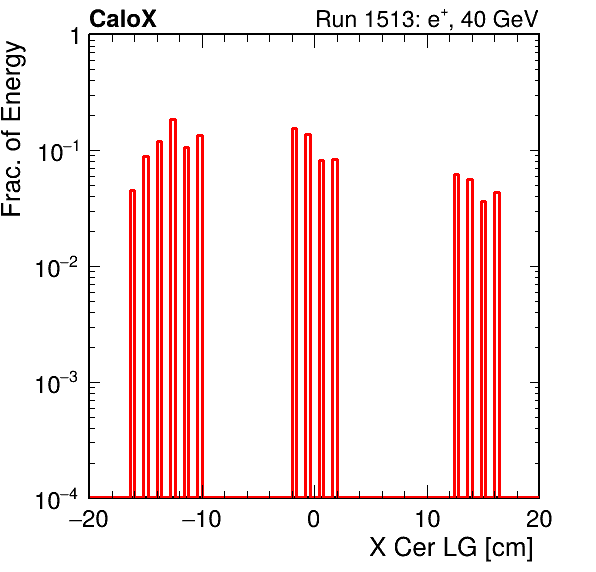 CaloX Run 1513: e⁺, 40 GeV
Frac. of Energy
1
10⁻¹
10⁻²
10⁻³
10⁻⁴
−20 −10 0 10 20
X Cer LG [cm]